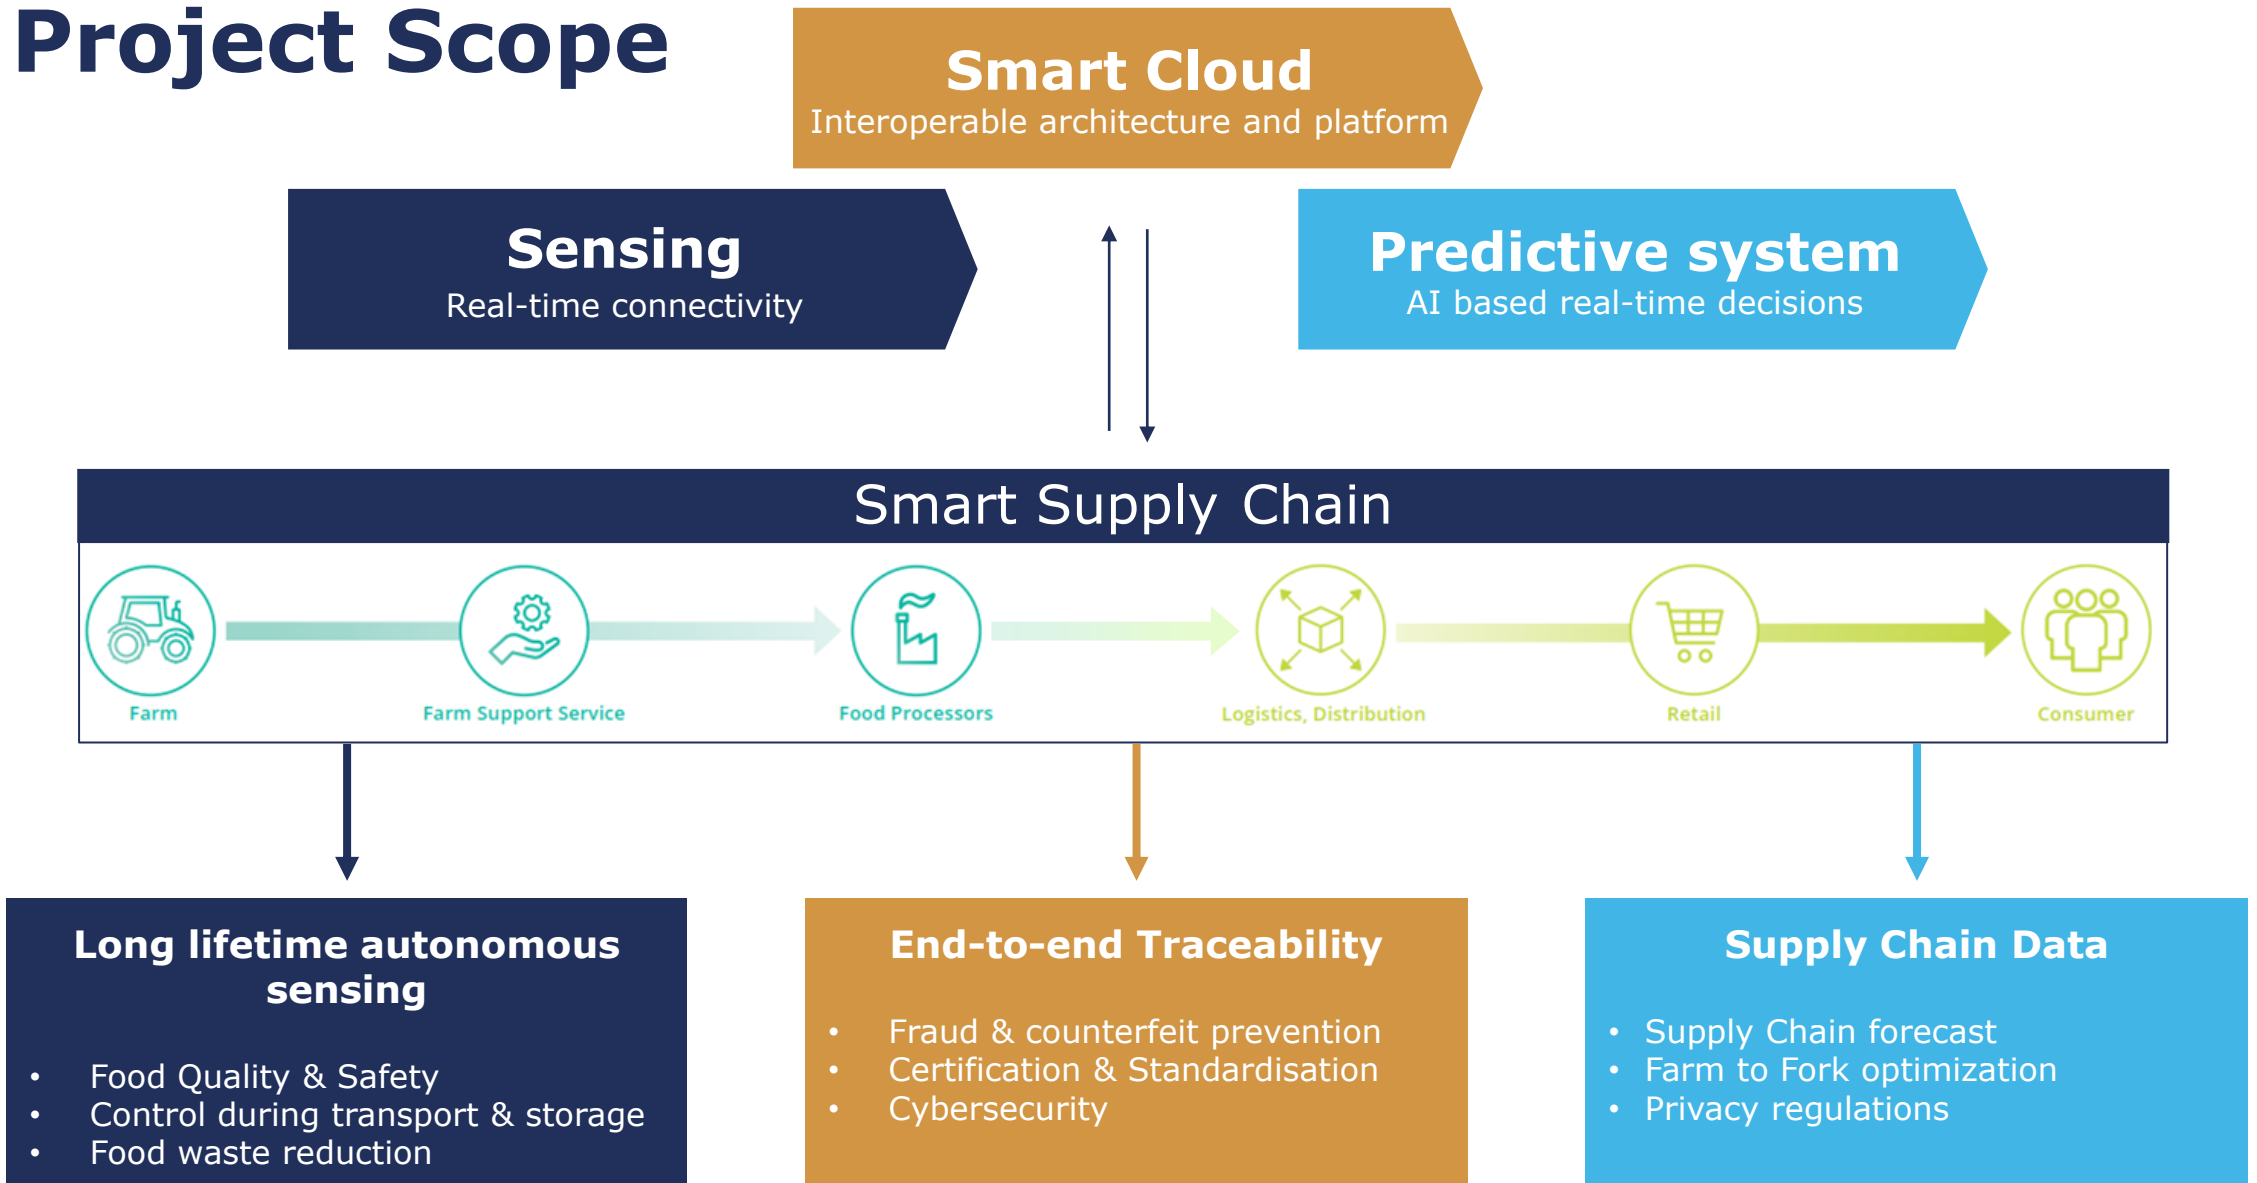 Project Scope
Smart Cloud
Interoperable architecture and platform
Sensing
Real-time connectivity
Predictive system
AI based real-time decisions
Smart Supply Chain
Farm
Farm Support Service
Food Processors
Logistics, Distribution
Retail
Consumer
Long lifetime autonomous
sensing
• Food Quality & Safety
• Control during transport & storage
• Food waste reduction
End-to-end Traceability
• Fraud & counterfeit prevention
• Certification & Standardisation
• Cybersecurity
Supply Chain Data
• Supply Chain forecast
• Farm to Fork optimization
• Privacy regulations